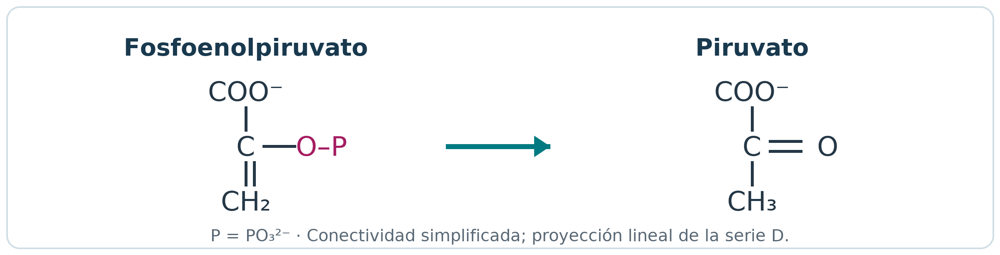 Fosfoenolpiruvato Piruvato
COO⁻ COO⁻
C O–P C O
CH₂ CH₃
P = PO₃²⁻ · Conectividad simplificada; proyección lineal de la serie D.